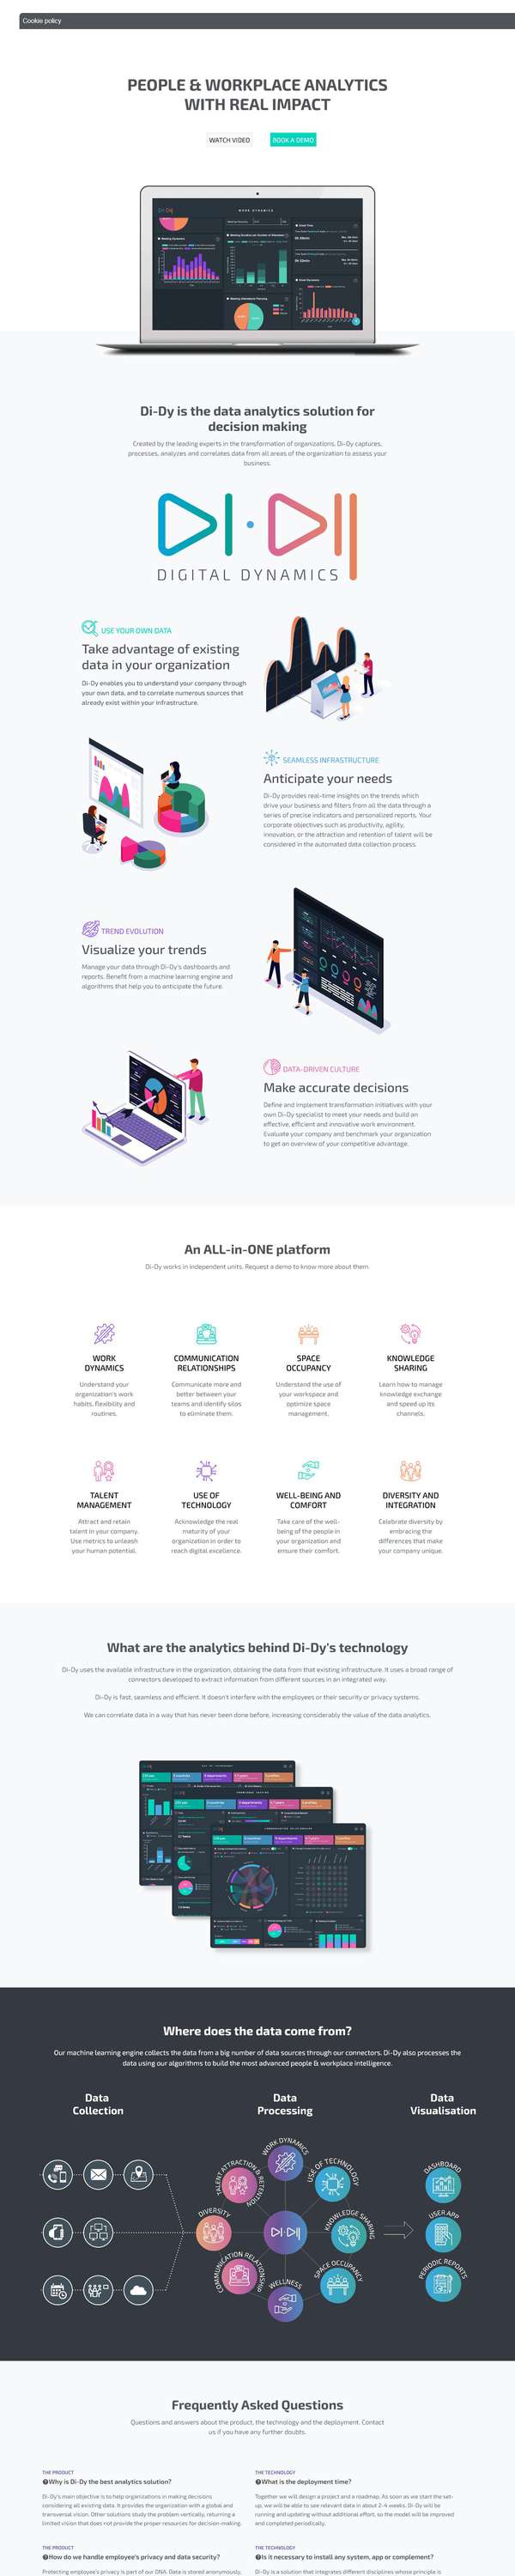 Cookie policy
PEOPLE & WORKPLACE ANALYTICS
WITH REAL IMPACT
WATCH VIDEO
BOOK A DEMO
WORK DYNAMICS
Di-Dy is the data analytics solution for
decision making
Created by the leading experts in the transformation of organizations, Di-Dy captures,
processes, analyzes and correlates data from all areas of the organization to assess your
business.
DIGITAL DYNAMICS
USE YOUR OWN DATA
Take advantage of existing
data in your organization
Di-Dy enables you to understand your company through
your own data, and to correlate numerous sources that
already exist within your infrastructure.
SEAMLESS INFRASTRUCTURE
Anticipate your needs
Di-Dy provides real-time insights on the trends which
drive your business and filters from all the data through a
series of precise indicators and personalized reports. Your
corporate objectives such as productivity, agility,
innovation, or the attraction and retention of talent will be
considered in the automated data collection process.
TREND EVOLUTION
Visualize your trends
Manage your data through Di-Dy's dashboards and
reports. Benefit from a machine learning engine and
algorithms that help you to anticipate the future.
DATA-DRIVEN CULTURE
Make accurate decisions
Define and implement transformation initiatives with your
own Di-Dy specialist to meet your needs and build an
effective, efficient and innovative work environment.
Evaluate your company and benchmark your organization
to get an overview of your competitive advantage.
An ALL-in-ONE platform
Di-Dy works in independent units. Request a demo to know more about them.
WORK
DYNAMICS
Understand your
organization's work
habits, flexibility and
routines.
COMMUNICATION
RELATIONSHIPS
Communicate more and
better between your
teams and identify silos
to eliminate them.
SPACE
OCCUPANCY
Understand the use of
your workspace and
optimize space
management.
KNOWLEDGE
SHARING
Learn how to manage
knowledge exchange
and speed up its
channels.
TALENT
MANAGEMENT
Attract and retain
talent in your company.
Use metrics to unleash
your human potential.
USE OF
TECHNOLOGY
Acknowledge the real
maturity of your
organization in order to
reach digital excellence.
WELL-BEING AND
COMFORT
Take care of the well-
being of the people in
your organization and
ensure their comfort.
DIVERSITY AND
INTEGRATION
Celebrate diversity by
embracing the
differences that make
your company unique.
What are the analytics behind Di-Dy's technology
Di-Dy uses the available infrastructure in the organization, obtaining the data from that existing infrastructure. It uses a broad range of
connectors developed to extract information from different sources in an integrated way.
Di-Dy is fast, seamless and efficient. It doesn't interfere with the employees or their security or privacy systems.
We can correlate data in a way that has never been done before, increasing considerably the value of the data analytics.
Where does the data come from?
Our machine learning engine collects the data from a big number of data sources through our connectors. Di-Dy also processes the
data using our algorithms to build the most advanced people & workplace intelligence.
Data
Collection
Data
Processing
Data
Visualisation
WORK DYNAMICS
USE OF TECHNOLOGY
KNOWLEDGE SHARING
SPACE OCCUPANCY
WELLNESS
COMMUNICATION RELATIONSHIP
DIVERSITY
TALENT ATTRACTION & RETENTION
DASHBOARD
USER APP
PERIODIC REPORTS
Frequently Asked Questions
Questions and answers about the product, the technology and the deployment. Contact
us if you have any further doubts.
THE PRODUCT
Why is Di-Dy the best analytics solution?
Di-Dy's main objective is to help organizations in making decisions
considering all existing data. It provides the organization with a global and
transversal vision. Other solutions study the problem vertically, returning a
limited vision that does not provide the proper resources for decision-making.
THE TECHNOLOGY
What is the deployment time?
Together we will design a project and a roadmap. As soon as we start the set-
up, we will be able to see relevant data in about 2-4 weeks. Di-Dy will be
running and updating without additional effort, so the model will be improved
and completed periodically.
THE PRODUCT
How do we handle employee's privacy and data security?
Protecting employee's privacy is part of our DNA. Data is stored anonymously,
THE TECHNOLOGY
Is it necessary to install any system, app or complement?
Di-Dy is a solution that integrates different disciplines whose principle is